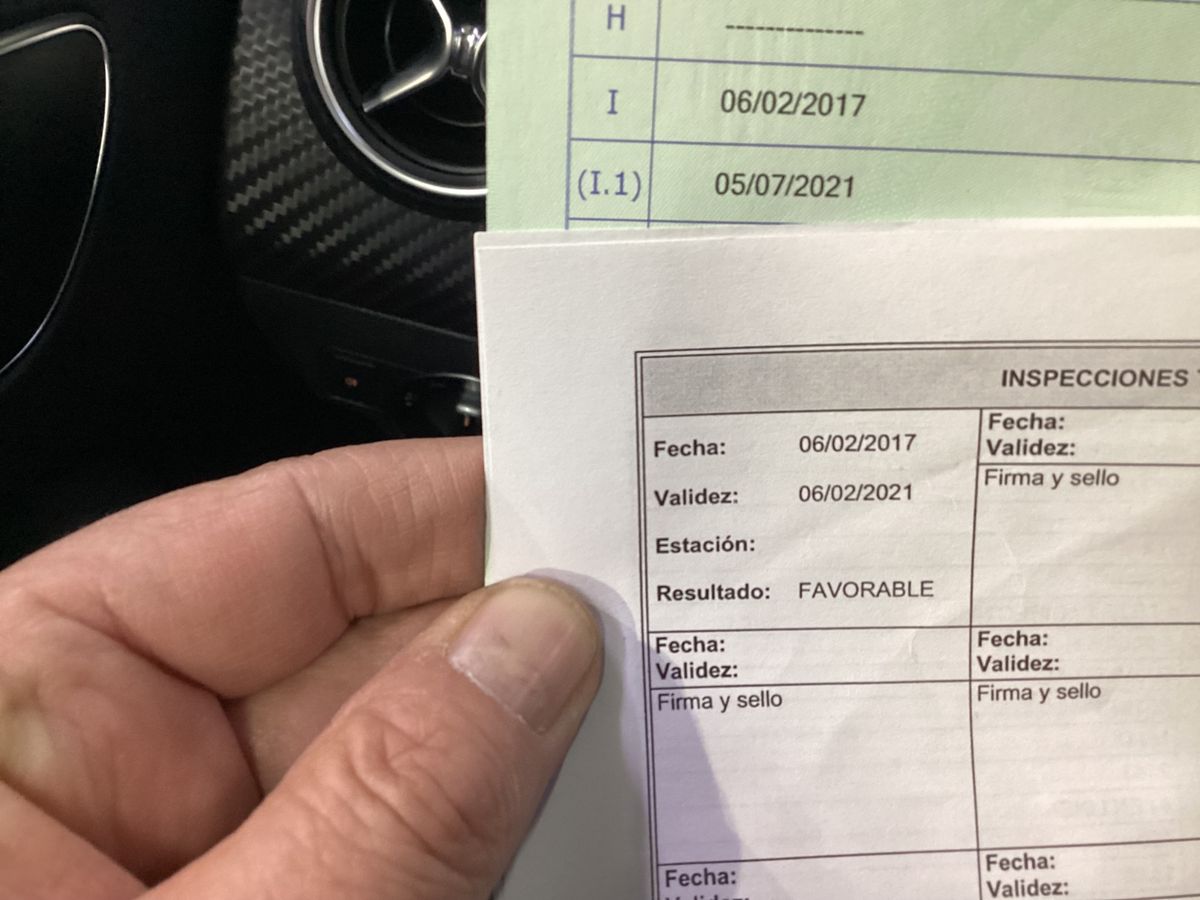 H --------------
I 06/02/2017
(I.1) 05/07/2021
INSPECCIONES
Fecha: 06/02/2017
Validez: 06/02/2021
Estación:
Resultado: FAVORABLE
Fecha:
Validez:
Firma y sello
Fecha:
Validez:
Firma y sello
Fecha:
Validez:
Firma y sello
Fecha:
Validez:
Fecha:
Validez: